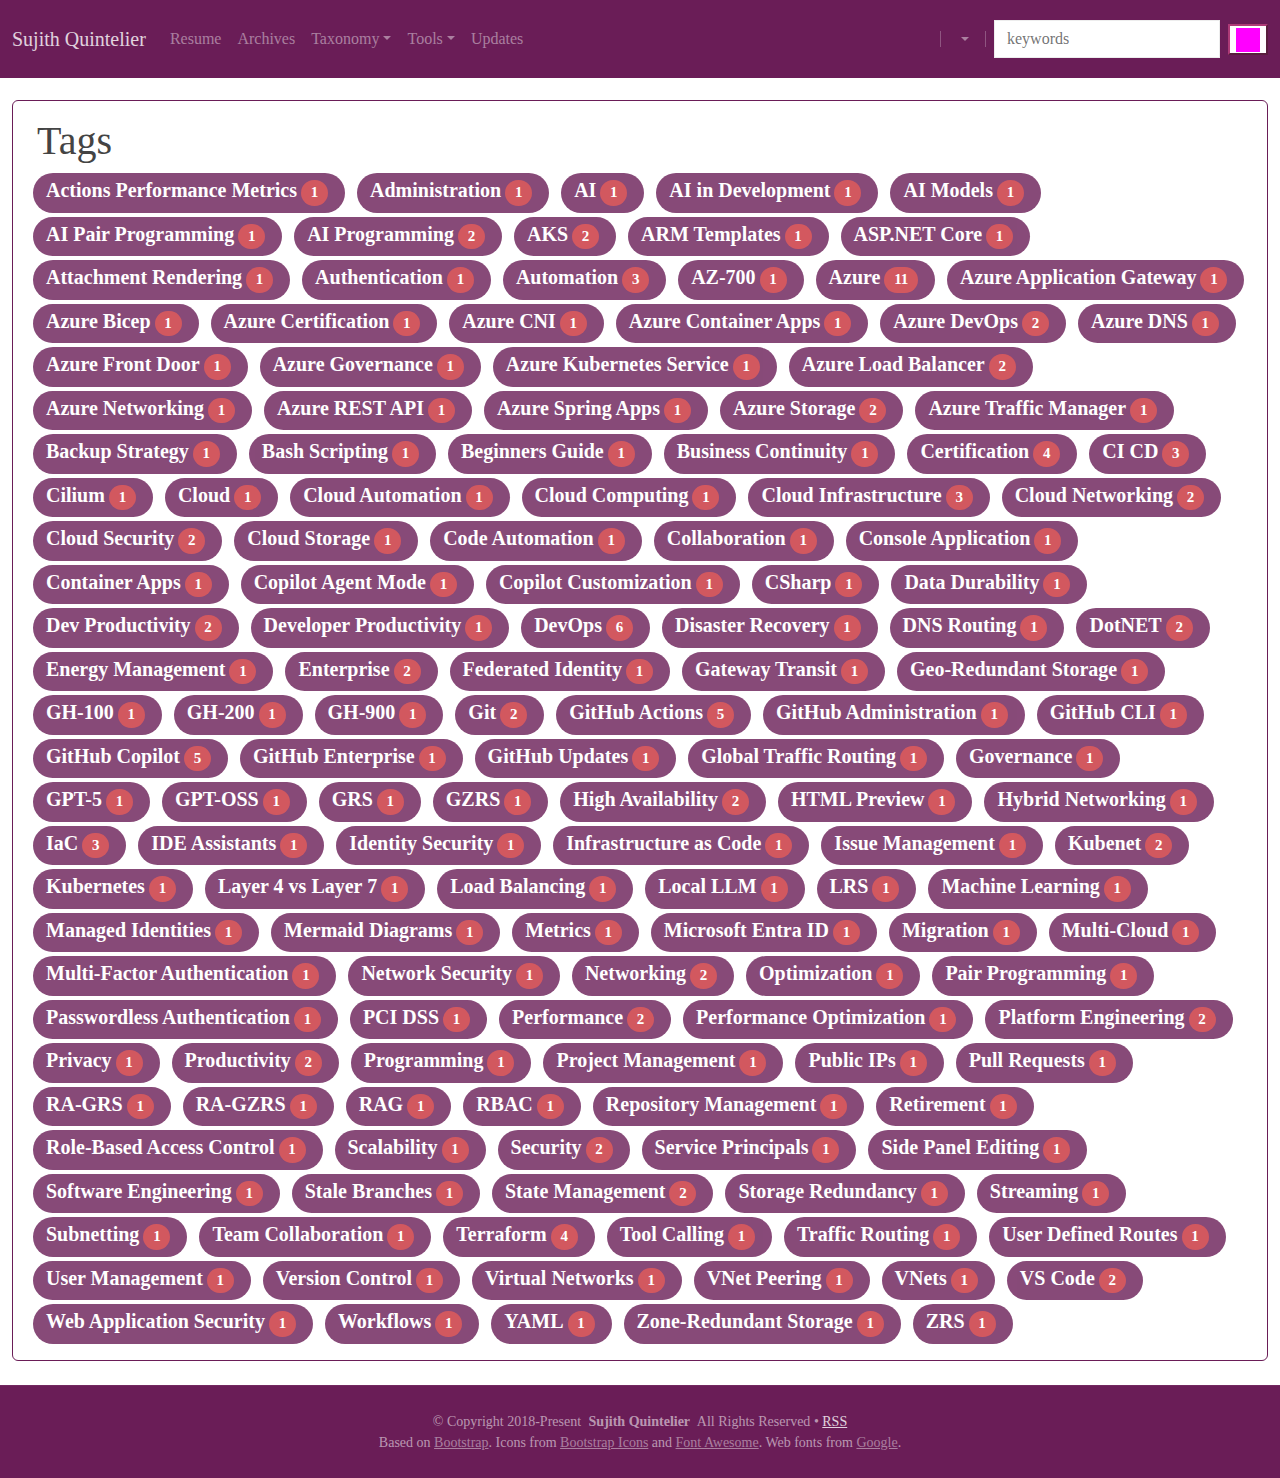 Sujith Quintelier Resume Archives Taxonomy Tools Updates keywords
Tags
Actions Performance Metrics 1 Administration 1 AI 1 AI in Development 1 AI Models 1
AI Pair Programming 1 AI Programming 2 AKS 2 ARM Templates 1 ASP.NET Core 1
Attachment Rendering 1 Authentication 1 Automation 3 AZ-700 1 Azure 11 Azure Application Gateway 1
Azure Bicep 1 Azure Certification 1 Azure CNI 1 Azure Container Apps 1 Azure DevOps 2 Azure DNS 1
Azure Front Door 1 Azure Governance 1 Azure Kubernetes Service 1 Azure Load Balancer 2
Azure Networking 1 Azure REST API 1 Azure Spring Apps 1 Azure Storage 2 Azure Traffic Manager 1
Backup Strategy 1 Bash Scripting 1 Beginners Guide 1 Business Continuity 1 Certification 4 CI CD 3
Cilium 1 Cloud 1 Cloud Automation 1 Cloud Computing 1 Cloud Infrastructure 3 Cloud Networking 2
Cloud Security 2 Cloud Storage 1 Code Automation 1 Collaboration 1 Console Application 1
Container Apps 1 Copilot Agent Mode 1 Copilot Customization 1 CSharp 1 Data Durability 1
Dev Productivity 2 Developer Productivity 1 DevOps 6 Disaster Recovery 1 DNS Routing 1 DotNET 2
Energy Management 1 Enterprise 2 Federated Identity 1 Gateway Transit 1 Geo-Redundant Storage 1
GH-100 1 GH-200 1 GH-900 1 Git 2 GitHub Actions 5 GitHub Administration 1 GitHub CLI 1
GitHub Copilot 5 GitHub Enterprise 1 GitHub Updates 1 Global Traffic Routing 1 Governance 1
GPT-5 1 GPT-OSS 1 GRS 1 GZRS 1 High Availability 2 HTML Preview 1 Hybrid Networking 1
IaC 3 IDE Assistants 1 Identity Security 1 Infrastructure as Code 1 Issue Management 1 Kubenet 2
Kubernetes 1 Layer 4 vs Layer 7 1 Load Balancing 1 Local LLM 1 LRS 1 Machine Learning 1
Managed Identities 1 Mermaid Diagrams 1 Metrics 1 Microsoft Entra ID 1 Migration 1 Multi-Cloud 1
Multi-Factor Authentication 1 Network Security 1 Networking 2 Optimization 1 Pair Programming 1
Passwordless Authentication 1 PCI DSS 1 Performance 2 Performance Optimization 1 Platform Engineering 2
Privacy 1 Productivity 2 Programming 1 Project Management 1 Public IPs 1 Pull Requests 1
RA-GRS 1 RA-GZRS 1 RAG 1 RBAC 1 Repository Management 1 Retirement 1
Role-Based Access Control 1 Scalability 1 Security 2 Service Principals 1 Side Panel Editing 1
Software Engineering 1 Stale Branches 1 State Management 2 Storage Redundancy 1 Streaming 1
Subnetting 1 Team Collaboration 1 Terraform 4 Tool Calling 1 Traffic Routing 1 User Defined Routes 1
User Management 1 Version Control 1 Virtual Networks 1 VNet Peering 1 VNets 1 VS Code 2
Web Application Security 1 Workflows 1 YAML 1 Zone-Redundant Storage 1 ZRS 1
© Copyright 2018-Present Sujith Quintelier All Rights Reserved • RSS
Based on Bootstrap. Icons from Bootstrap Icons and Font Awesome. Web fonts from Google.